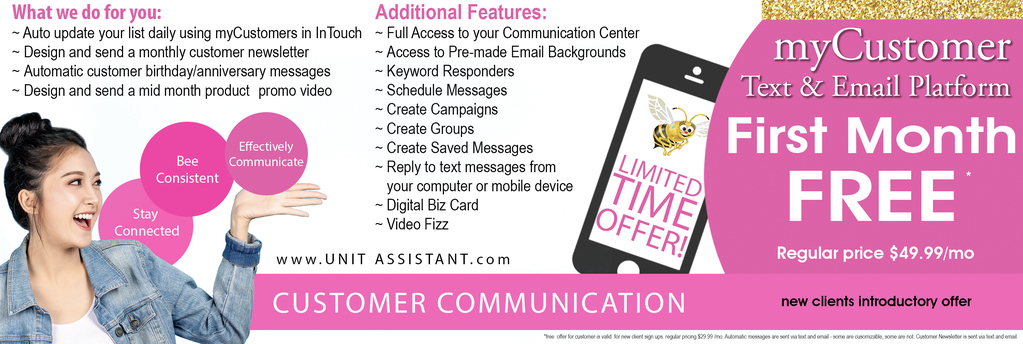 What we do for you:
~ Auto update your list daily using myCustomers in InTouch
~ Design and send a monthly customer newsletter
~ Automatic customer birthday/anniversary messages
~ Design and send a mid month product promo video
Effectively
Communicate
Bee
Consistent
Stay
Connected
Additional Features:
~ Full Access to your Communication Center
~ Access to Pre-made Email Backgrounds
~ Keyword Responders
~ Schedule Messages
~ Create Campaigns
~ Create Groups
~ Create Saved Messages
~ Reply to text messages from
your computer or mobile device
~ Digital Biz Card
~ Video Fizz
www.UNIT ASSISTANT.com
LIMITED
TIME
OFFER!
myCustomer
Text & Email Platform
First Month
FREE*
Regular price $49.99/mo
CUSTOMER COMMUNICATION
new clients introductory offer
*free offer for customer is valid for new client sign ups. regular pricing $29.99 /mo. Automatic messages are sent via text and email - some are cusomizable, some are not. Customer Newsletter is sent via text and email.